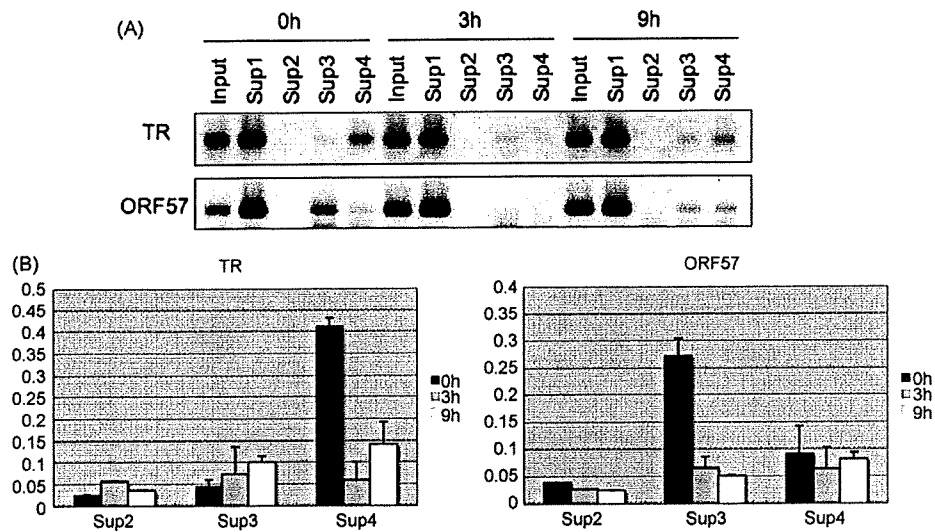 (A)
0h 3h 9h
Input Sup1 Sup2 Sup3 Sup4 Input Sup1 Sup2 Sup3 Sup4 Input Sup1 Sup2 Sup3 Sup4
TR
ORF57
(B)
TR
0.5
0.45
0.4
0.35
0.3
0.25
0.2
0.15
0.1
0.05
0
Sup2 Sup3 Sup4
0h
3h
9h
ORF57
0.4
0.35
0.3
0.25
0.2
0.15
0.1
0.05
0
Sup2 Sup3 Sup4
0h
3h
9h